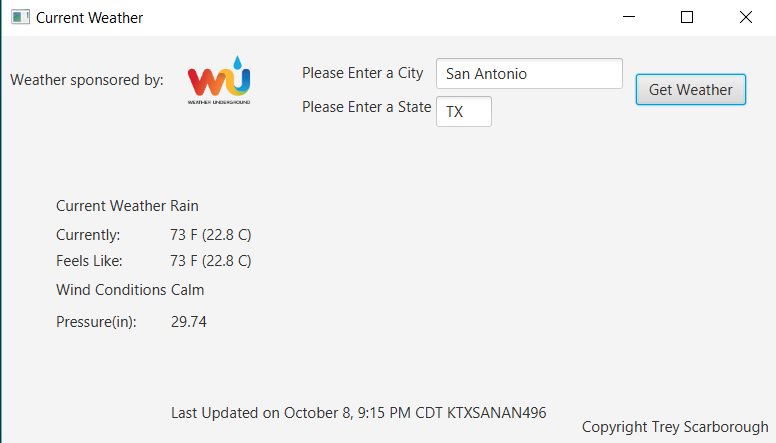 Current Weather
Weather sponsored by:
WU
WEATHER UNDERGROUND
Please Enter a City San Antonio
Please Enter a State TX
Get Weather
Current Weather Rain
Currently: 73 F (22.8 C)
Feels Like: 73 F (22.8 C)
Wind Conditions Calm
Pressure(in): 29.74
Last Updated on October 8, 9:15 PM CDT KTXSANAN496
Copyright Trey Scarborough